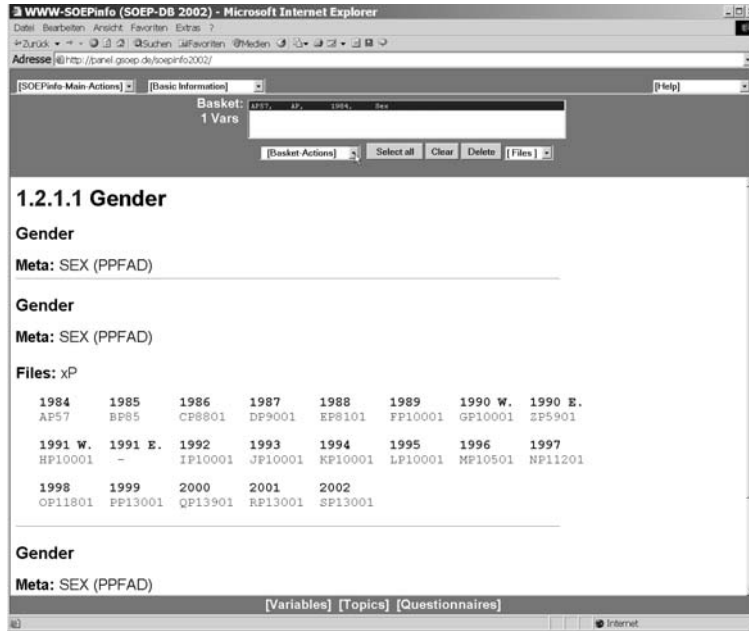 WWW-SOEPinfo (SOEP-DB 2002) - Microsoft Internet Explorer
Datei Bearbeiten Ansicht Favoriten Extras ?
Zurück Suchen Favoriten Medien
Adresse http://panel.gsoep.de/soepinfo2002/
[SOEPinfo-Main-Actions] [Basic Information] [Help]
Basket: AP57, AP, 1984, Sex
1 Vars
[Basket-Actions] Select all Clear Delete [ Files ]
1.2.1.1 Gender
Gender
Meta: SEX (PPFAD)
Gender
Meta: SEX (PPFAD)
Files: xP
1984 1985 1986 1987 1988 1989 1990 W. 1990 E.
AP57 BP85 CP8801 DP9001 EP8101 FP10001 GP10001 ZP5901
1991 W. 1991 E. 1992 1993 1994 1995 1996 1997
HP10001 – IP10001 JP10001 KP10001 LP10001 MP10501 NP11201
1998 1999 2000 2001 2002
OP11801 PP13001 QP13901 RP13001 SP13001
Gender
Meta: SEX (PPFAD)
[Variables] [Topics] [Questionnaires]
Internet